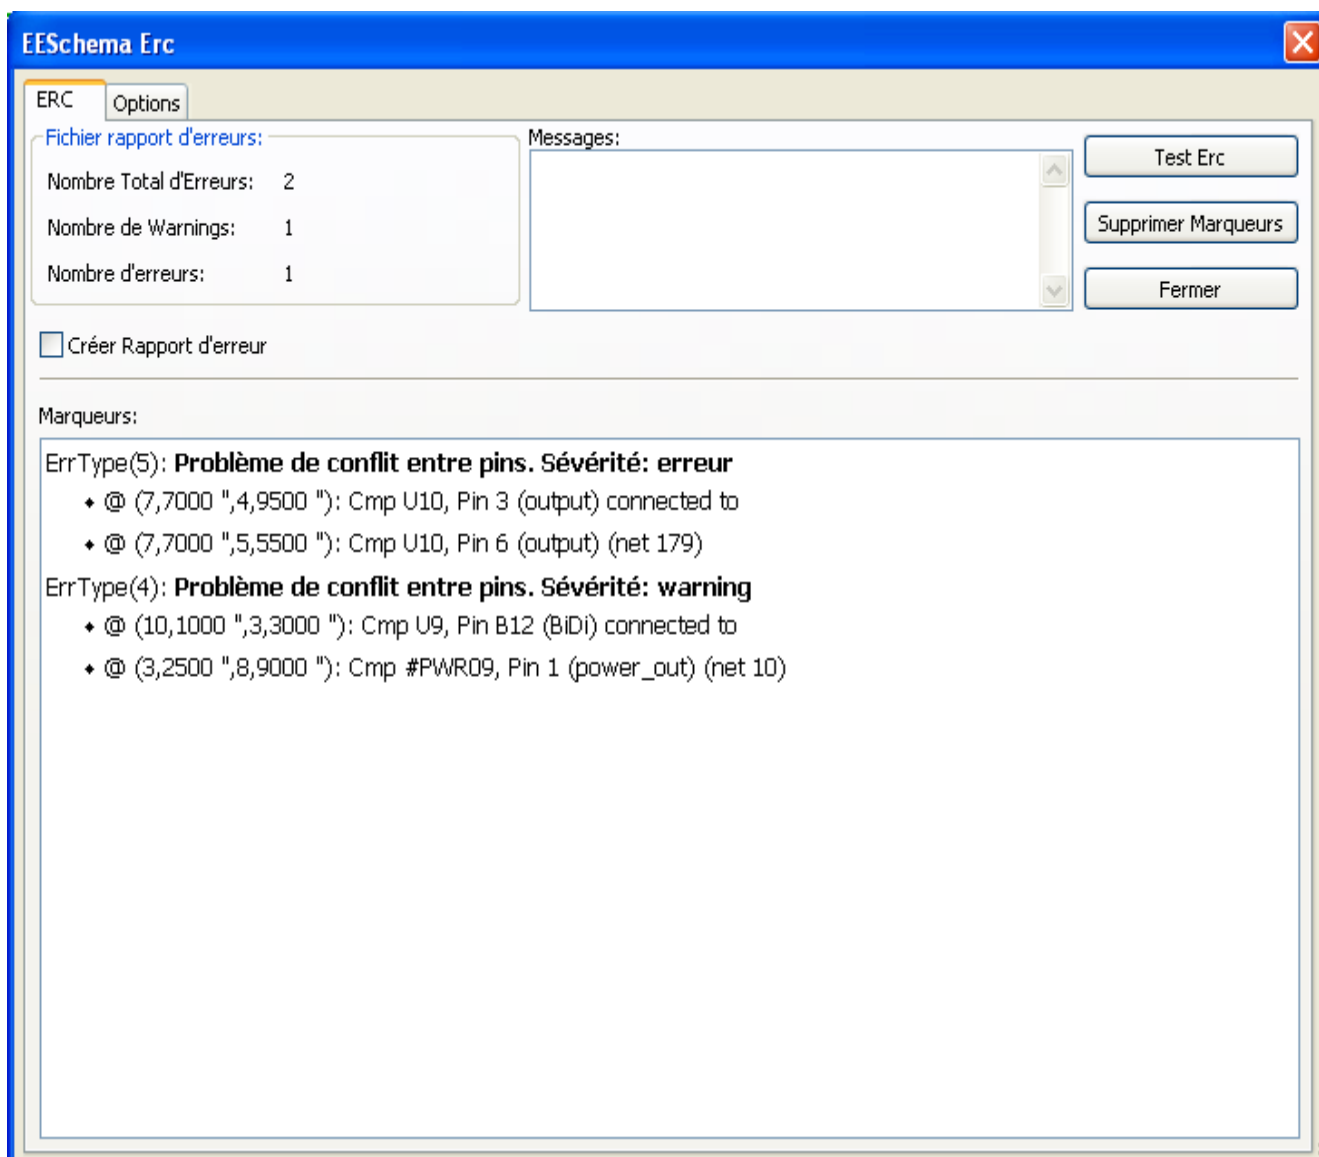 EESchema Erc
ERC
Options
Fichier rapport d'erreurs:
Nombre Total d'Erreurs: 2
Nombre de Warnings: 1
Nombre d'erreurs: 1
Messages:
Test Erc
Supprimer Marqueurs
Fermer
Créer Rapport d'erreur
Marqueurs:
ErrType(5): Problème de conflit entre pins. Sévérité: erreur
• @ (7,7000 ",4,9500 "): Cmp U10, Pin 3 (output) connected to
• @ (7,7000 ",5,5500 "): Cmp U10, Pin 6 (output) (net 179)
ErrType(4): Problème de conflit entre pins. Sévérité: warning
• @ (10,1000 ",3,3000 "): Cmp U9, Pin B12 (BiDi) connected to
• @ (3,2500 ",8,9000 "): Cmp #PWR09, Pin 1 (power_out) (net 10)